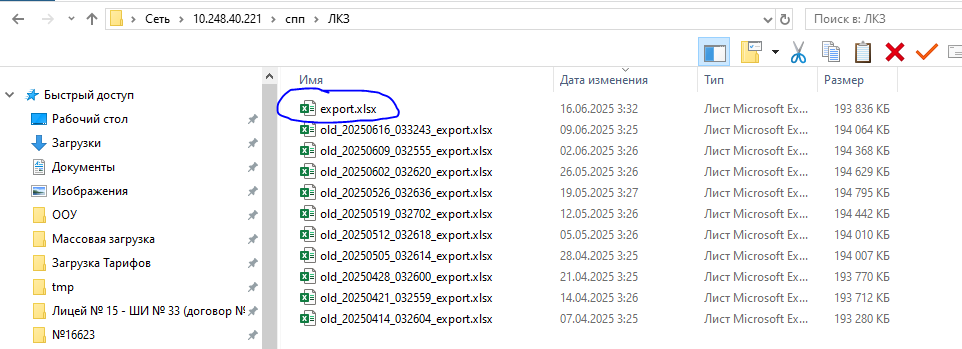 Сеть > 10.248.40.221 > спп > ЛКЗ
Поиск в: ЛКЗ
Имя Дата изменения Тип Размер
Быстрый доступ
Рабочий стол
Загрузки
Документы
Изображения
ООУ
Массовая загрузка
Загрузка Тарифов
tmp
Лицей № 15 - ШИ № 33 (договор №
№16623
export.xlsx 16.06.2025 3:32 Лист Microsoft Ex... 193 836 КБ
old_20250616_033243_export.xlsx 09.06.2025 3:25 Лист Microsoft Ex... 194 064 КБ
old_20250609_032555_export.xlsx 02.06.2025 3:26 Лист Microsoft Ex... 194 368 КБ
old_20250602_032620_export.xlsx 26.05.2025 3:26 Лист Microsoft Ex... 194 629 КБ
old_20250526_032636_export.xlsx 19.05.2025 3:27 Лист Microsoft Ex... 194 795 КБ
old_20250519_032702_export.xlsx 12.05.2025 3:26 Лист Microsoft Ex... 194 442 КБ
old_20250512_032618_export.xlsx 05.05.2025 3:26 Лист Microsoft Ex... 194 010 КБ
old_20250505_032614_export.xlsx 28.04.2025 3:25 Лист Microsoft Ex... 194 007 КБ
old_20250428_032600_export.xlsx 21.04.2025 3:25 Лист Microsoft Ex... 193 770 КБ
old_20250421_032559_export.xlsx 14.04.2025 3:26 Лист Microsoft Ex... 193 712 КБ
old_20250414_032604_export.xlsx 07.04.2025 3:25 Лист Microsoft Ex... 193 280 КБ